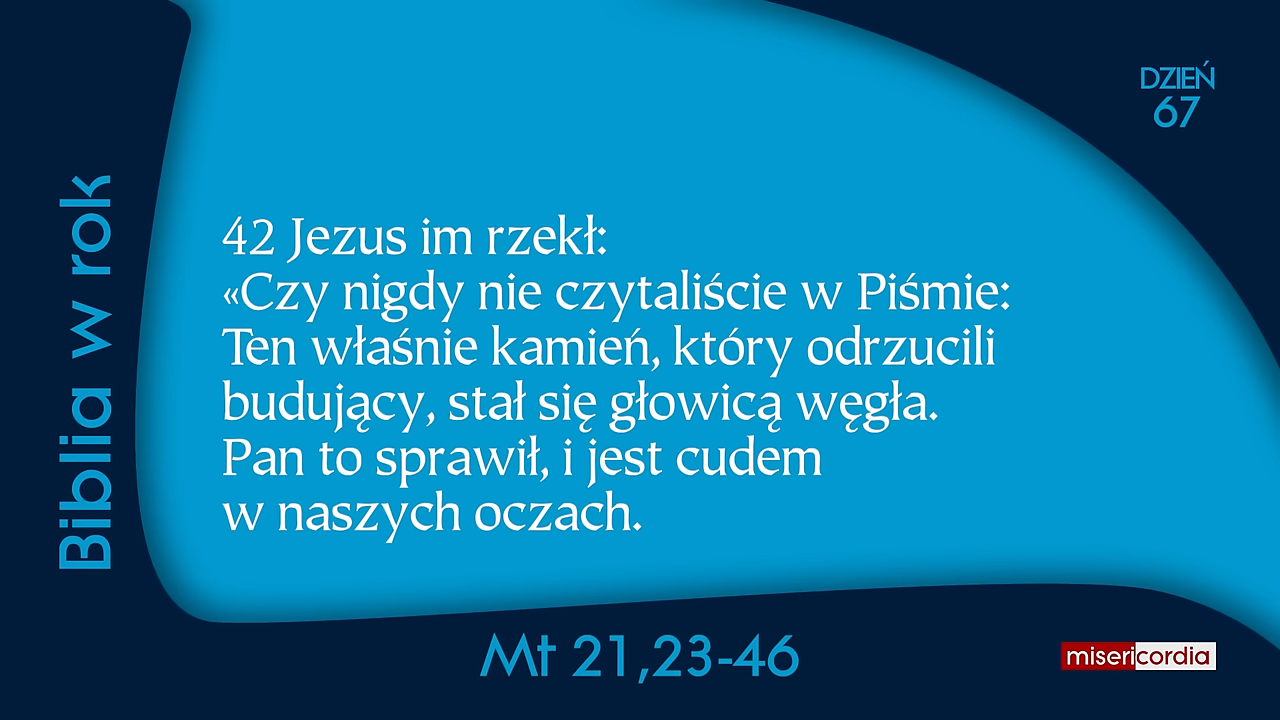 DZIEŃ
67
Biblia w rok
42 Jezus im rzekł:
«Czy nigdy nie czytaliście w Piśmie:
Ten właśnie kamień, który odrzucili
budujący, stał się głowicą węgła.
Pan to sprawił, i jest cudem
w naszych oczach.
Mt 21,23-46
misericordia